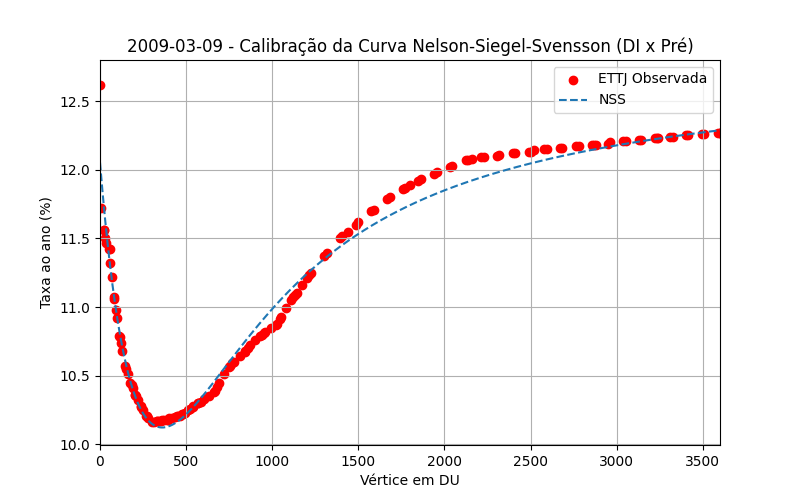 2009-03-09 - Calibração da Curva Nelson-Siegel-Svensson (DI x Pré)
ETTJ Observada
NSS
Taxa ao ano (%)
12.5
12.0
11.5
11.0
10.5
10.0
0 500 1000 1500 2000 2500 3000 3500
Vértice em DU